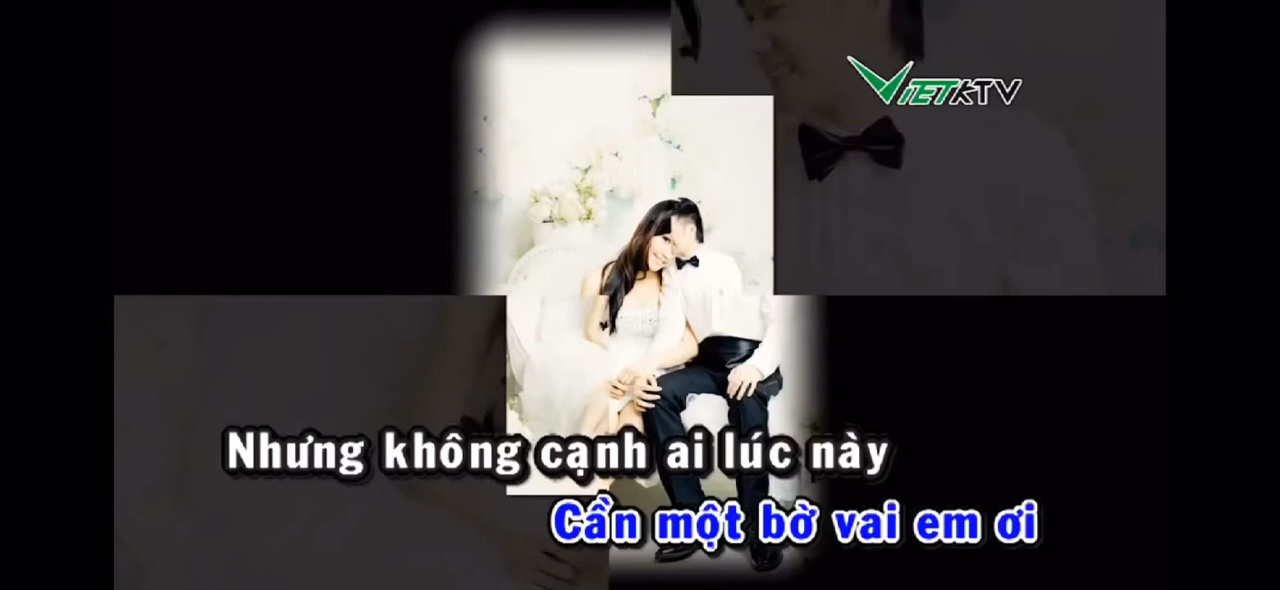 VIETKTV
Nhưng không cạnh ai lúc này
Cần một bờ vai em ơi